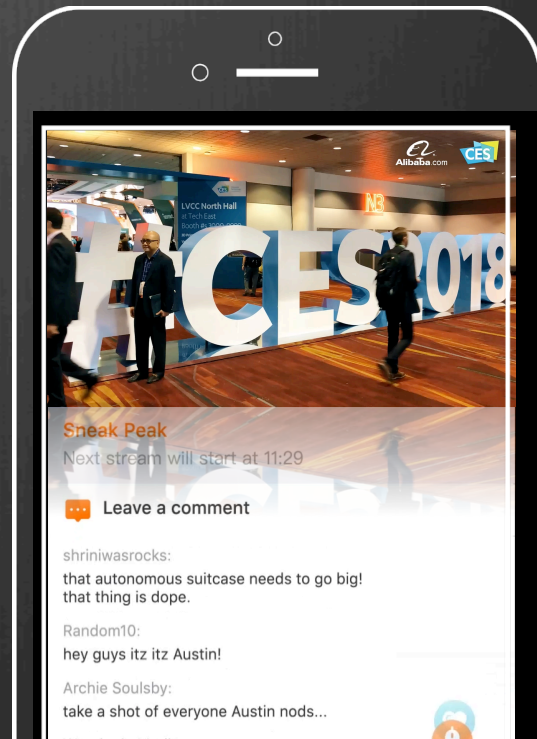 Alibaba.com
CES
LVCC North Hall
at Tech East
N3
#CES2018
Sneak Peak
Next stream will start at 11:29
Leave a comment
shriniwasrocks:
that autonomous suitcase needs to go big!
that thing is dope.
Random10:
hey guys itz itz Austin!
Archie Soulsby:
take a shot of everyone Austin nods...